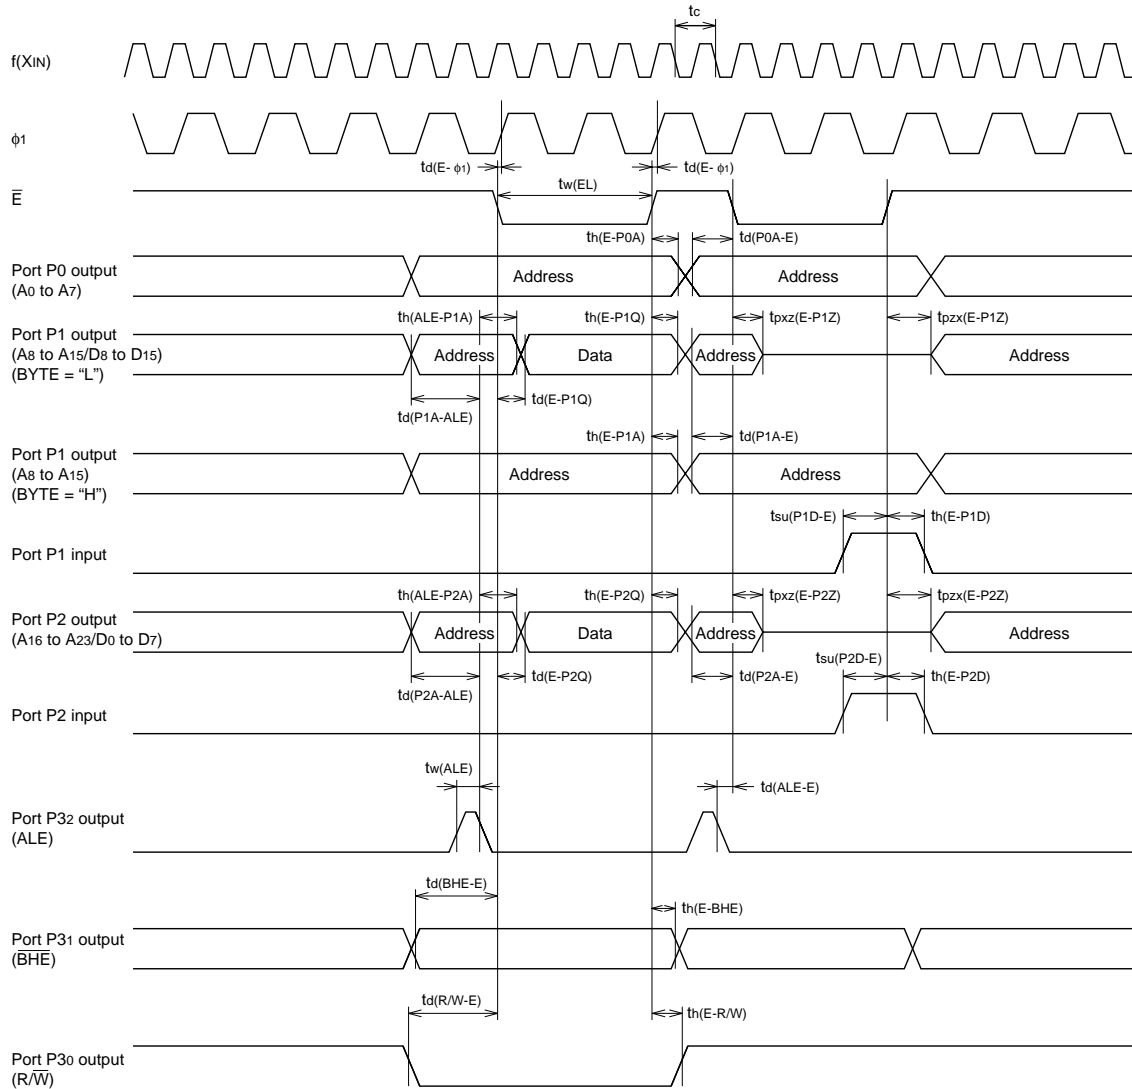 tc
f(XIN)
ϕ1
td(E- ϕ1)
td(E- ϕ1)
tw(EL)
E̅
th(E-P0A)
td(P0A-E)
Port P0 output
(A0 to A7)
Address
Address
th(ALE-P1A)
th(E-P1Q)
tpxz(E-P1Z)
tpzx(E-P1Z)
Port P1 output
(A8 to A15/D8 to D15)
(BYTE = “L”)
Address
Data
Address
Address
td(P1A-ALE)
td(E-P1Q)
th(E-P1A)
td(P1A-E)
Port P1 output
(A8 to A15)
(BYTE = “H”)
Address
Address
tsu(P1D-E)
th(E-P1D)
Port P1 input
th(ALE-P2A)
th(E-P2Q)
tpxz(E-P2Z)
tpzx(E-P2Z)
Port P2 output
(A16 to A23/D0 to D7)
Address
Data
Address
Address
tsu(P2D-E)
td(P2A-ALE)
td(E-P2Q)
td(P2A-E)
th(E-P2D)
Port P2 input
tw(ALE)
td(ALE-E)
Port P32 output
(ALE)
td(BHE-E)
th(E-BHE)
Port P31 output
(B̅H̅E̅)
td(R/W-E)
th(E-R/W)
Port P30 output
(R/W̅)